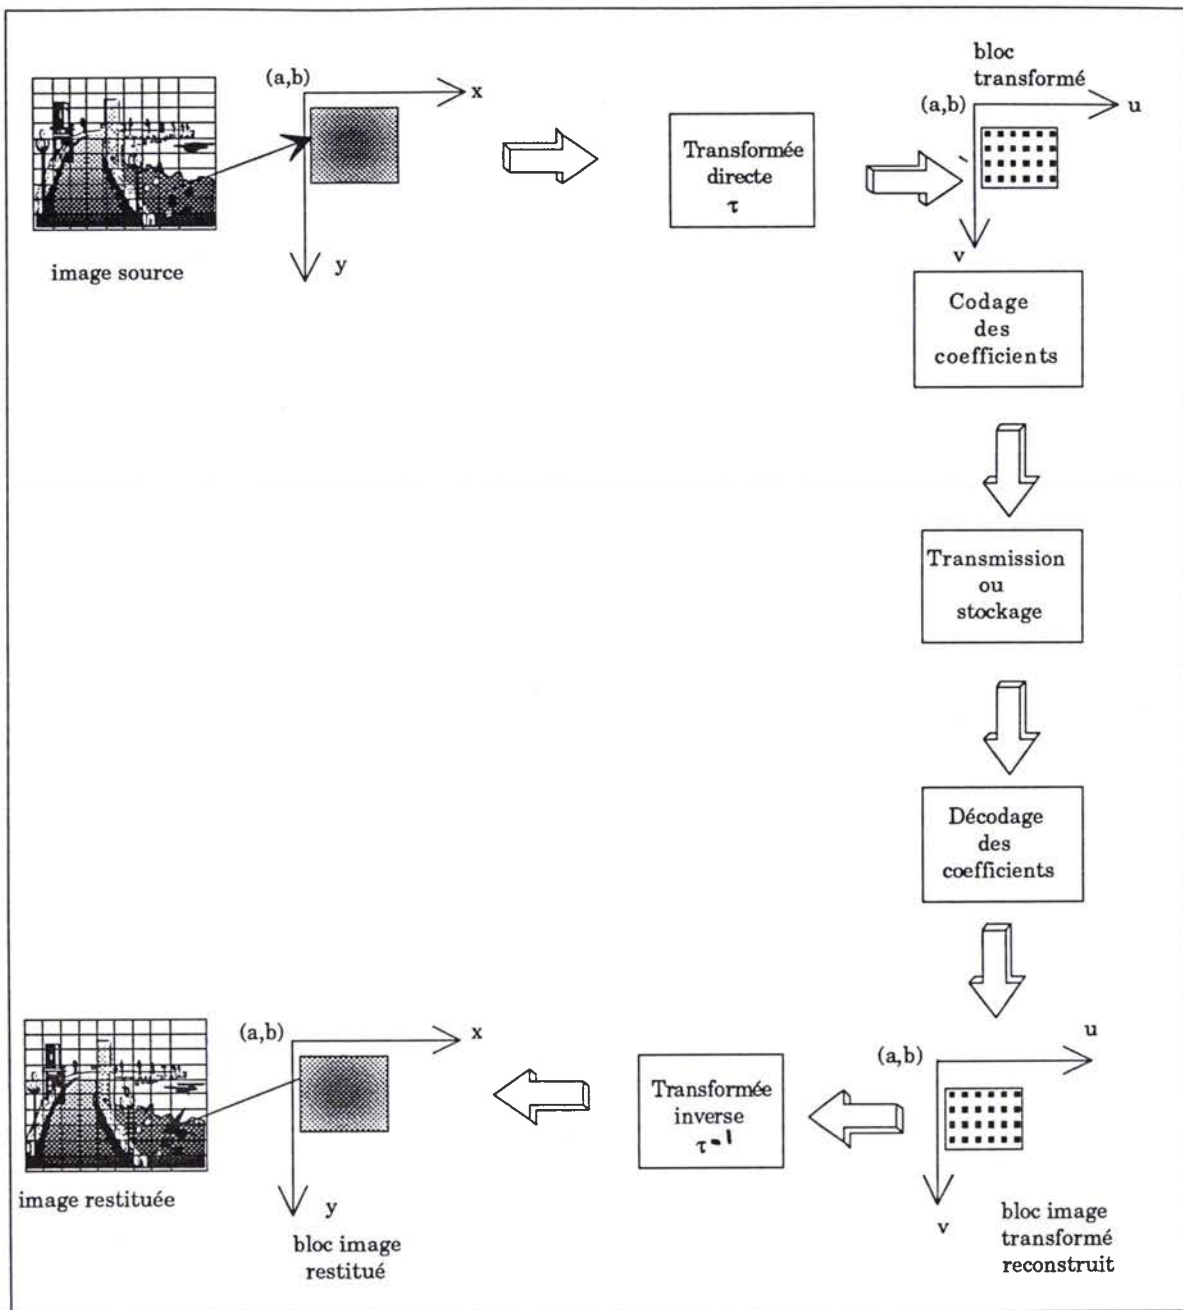 bloc
transformé
(a,b)
x
(a,b)
u
Transformée
directe
τ
v
y
image source
Codage
des
coefficients
Transmission
ou
stockage
Décodage
des
coefficients
(a,b)
x
u
(a,b)
Transformée
inverse
τ-1
image restituée
y
v
bloc image
restitué
bloc image
transformé
reconstruit